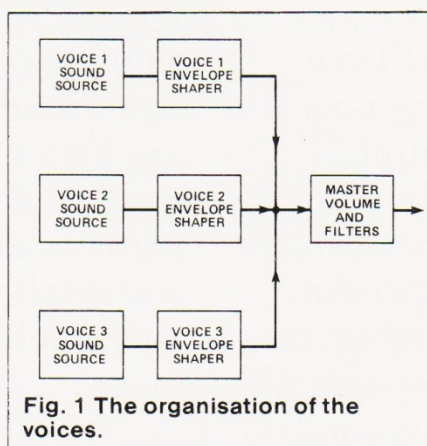 VOICE 1
SOUND
SOURCE
VOICE 1
ENVELOPE
SHAPER
VOICE 2
SOUND
SOURCE
VOICE 2
ENVELOPE
SHAPER
MASTER
VOLUME
AND
FILTERS
VOICE 3
SOUND
SOURCE
VOICE 3
ENVELOPE
SHAPER
Fig. 1 The organisation of the
voices.